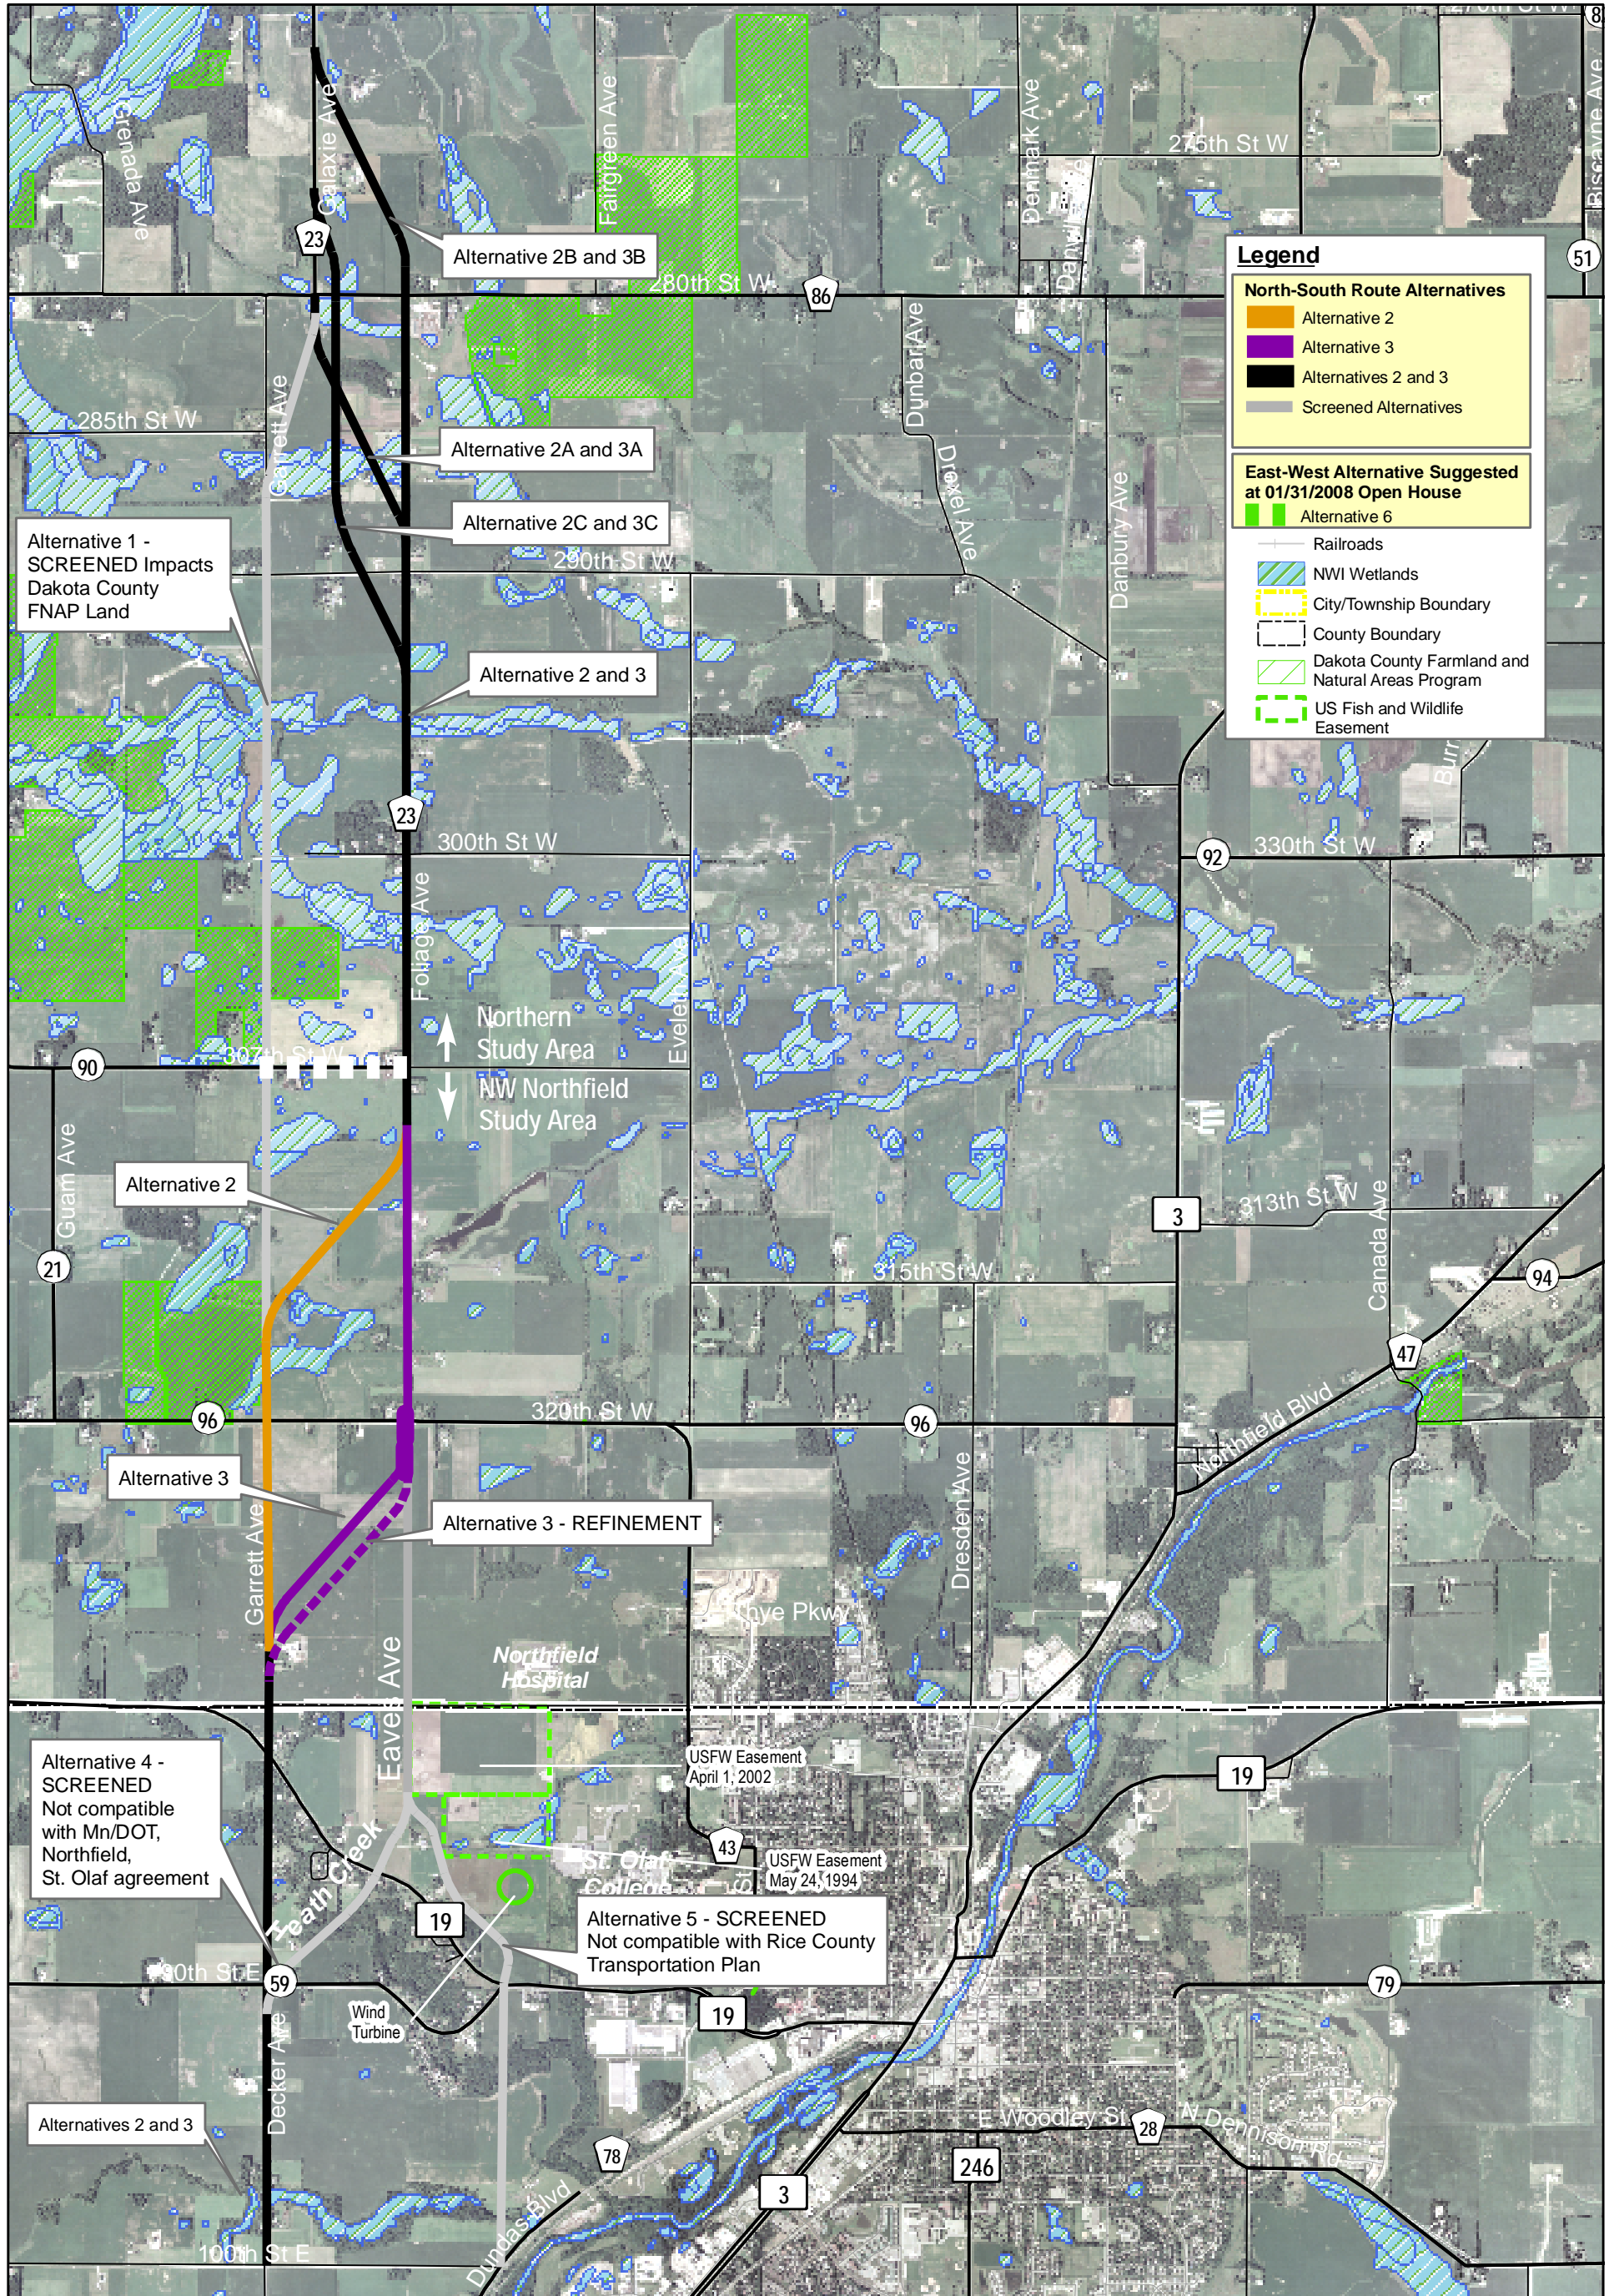 270th St W
8
Grenada Ave
Galaxie Ave
Fairgreen Ave
Denmark Ave
275th St W
Biscayne Ave
23
Alternative 2B and 3B
280th St W
86
51
Legend
North-South Route Alternatives
Alternative 2
Alternative 3
Alternatives 2 and 3
Screened Alternatives
East-West Alternative Suggested
at 01/31/2008 Open House
Alternative 6
Railroads
NWI Wetlands
City/Township Boundary
County Boundary
Dakota County Farmland and
Natural Areas Program
US Fish and Wildlife
Easement
Garrett Ave
285th St W
Dunbar Ave
Drexel Ave
Danbury Ave
Alternative 2A and 3A
Alternative 2C and 3C
290th St W
Alternative 1 -
SCREENED Impacts
Dakota County
FNAP Land
Alternative 2 and 3
23
300th St W
92
330th St W
Foliage Ave
Eveleth Ave
Northern
Study Area
307th St W
90
NW Northfield
Study Area
Guam Ave
Alternative 2
21
3
313th St W
Canada Ave
315th St W
94
47
96
320th St W
96
Northfield Blvd
Alternative 3
Alternative 3 - REFINEMENT
Garrett Ave
Dresden Ave
Eaves Ave
Northfield
Hospital
Alternative 4 -
SCREENED
Not compatible
with Mn/DOT,
Northfield,
St. Olaf agreement
USFW Easement
April 1, 2002
19
43
Heath Creek
St. Olaf
College
USFW Easement
May 24, 1994
19
Alternative 5 - SCREENED
Not compatible with Rice County
Transportation Plan
90th St E
59
79
Wind
Turbine
19
Decker Ave
Alternatives 2 and 3
E Woodley St
28
N Dennison Rd
78
246
3
Dundas Blvd
100th St E